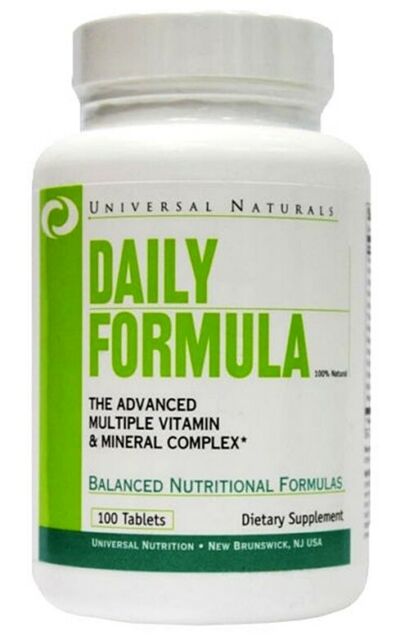 UNIVERSAL NATURALS
DAILY
FORMULA
100% Natural
THE ADVANCED
MULTIPLE VITAMIN
& MINERAL COMPLEX*
BALANCED NUTRITIONAL FORMULAS
100 Tablets
Dietary Supplement
UNIVERSAL NUTRITION • NEW BRUNSWICK, NJ USA